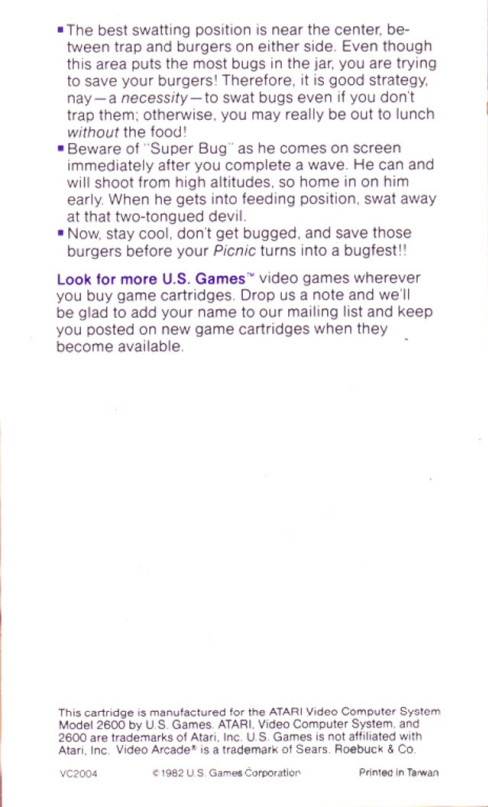 ▪ The best swatting position is near the center, be-
tween trap and burgers on either side. Even though
this area puts the most bugs in the jar, you are trying
to save your burgers! Therefore, it is good strategy,
nay—a necessity—to swat bugs even if you don't
trap them; otherwise, you may really be out to lunch
without the food!
▪ Beware of "Super Bug" as he comes on screen
immediately after you complete a wave. He can and
will shoot from high altitudes, so home in on him
early. When he gets into feeding position, swat away
at that two-tongued devil.
▪ Now, stay cool, don't get bugged, and save those
burgers before your Picnic turns into a bugfest!!
Look for more U.S. Games™ video games wherever
you buy game cartridges. Drop us a note and we'll
be glad to add your name to our mailing list and keep
you posted on new game cartridges when they
become available.
This cartridge is manufactured for the ATARI Video Computer System
Model 2600 by U.S. Games. ATARI, Video Computer System, and
2600 are trademarks of Atari, Inc. U.S. Games is not affiliated with
Atari, Inc. Video Arcade® is a trademark of Sears, Roebuck & Co.
VC2004 ©1982 U.S. Games Corporation Printed in Taiwan